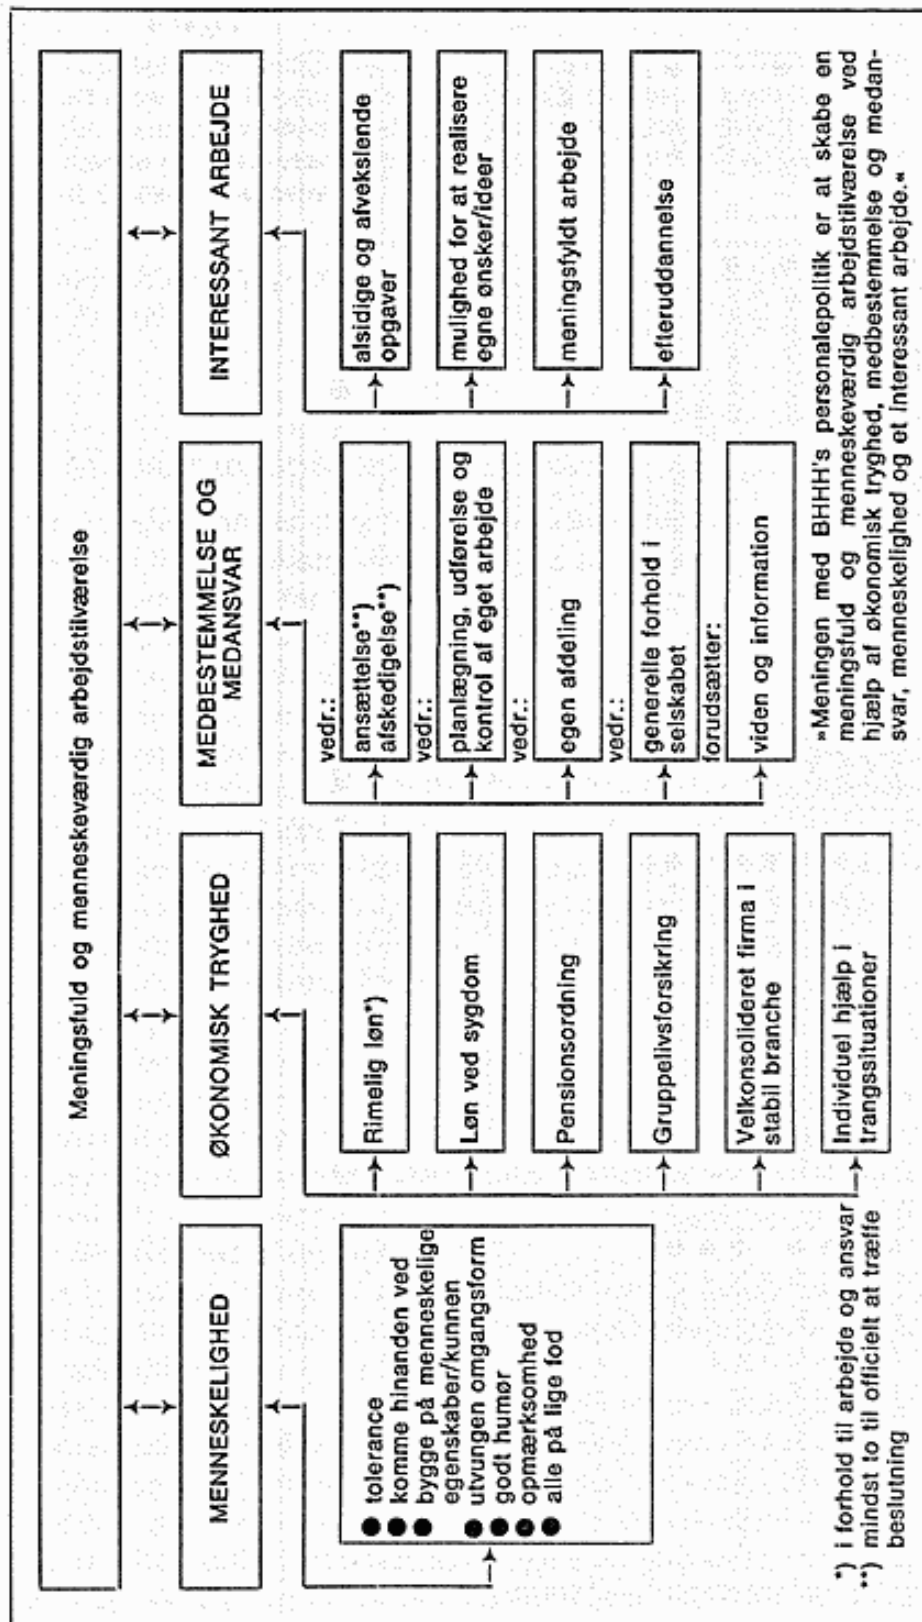 Meningsfuld og menneskeværdig arbejdstilværelse
MENNESKELIGHED
● tolerance
● komme hinanden ved
● bygge på menneskelige
egenskaber/kunnen
● utvungen omgangsform
● godt humør
● opmærksomhed
● alle på lige fod
ØKONOMISK TRYGHED
Rimelig løn*)
Løn ved sygdom
Pensionsordning
Gruppelivsforsikring
Velkonsolideret firma i
stabil branche
Individuel hjælp i
trangssituationer
MEDBESTEMMELSE OG
MEDANSVAR
vedr.:
ansættelse**)
afskedigelse**)
vedr.:
planlægning, udførelse og
kontrol af eget arbejde
vedr.:
egen afdeling
vedr.:
generelle forhold i
selskabet
forudsætter:
viden og information
INTERESSANT ARBEJDE
alsidige og afvekslende
opgaver
mulighed for at realisere
egne ønsker/ideer
meningsfyldt arbejde
efteruddannelse
*) i forhold til arbejde og ansvar
**) mindst to til officielt at træffe
beslutning
»Meningen med BHHH's personalepolitik er at skabe en
meningsfuld og menneskeværdig arbejdstilværelse ved
hjælp af økonomisk tryghed, medbestemmelse og medan-
svar, menneskelighed og et interessant arbejde.«